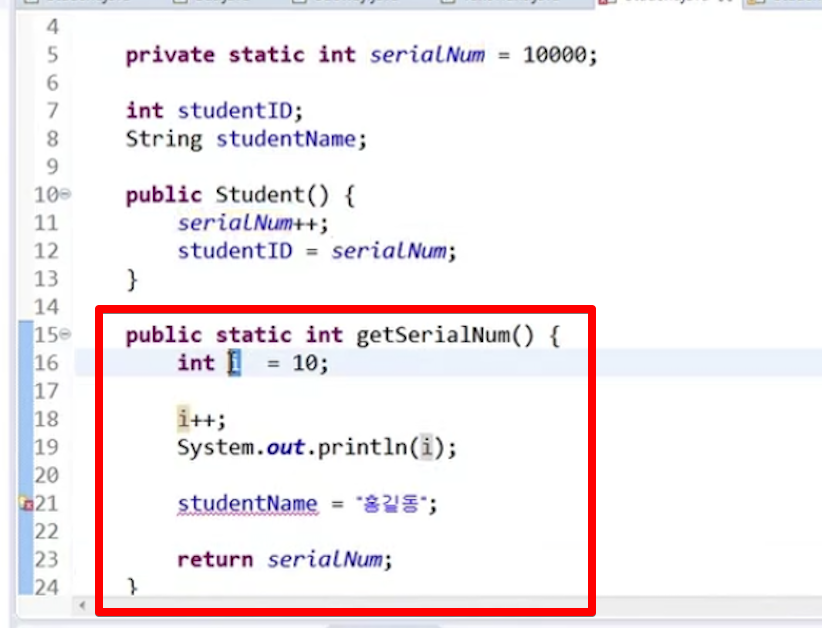 4
5 private static int serialNum = 10000;
6
7 int studentID;
8 String studentName;
9
10 public Student() {
11 serialNum++;
12 studentID = serialNum;
13 }
14
15 public static int getSerialNum() {
16 int i = 10;
17
18 i++;
19 System.out.println(i);
20
21 studentName = "홍길동";
22
23 return serialNum;
24 }